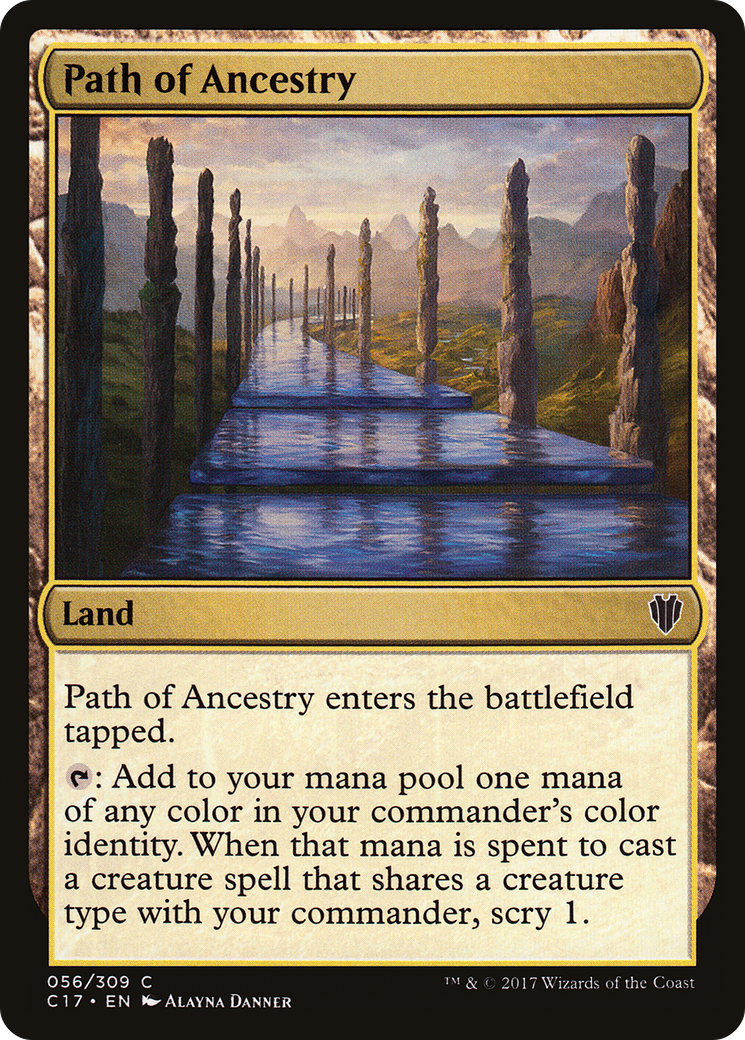 Path of Ancestry
Land
Path of Ancestry enters the battlefield
tapped.
: Add to your mana pool one mana
of any color in your commander's color
identity. When that mana is spent to cast
a creature spell that shares a creature
type with your commander, scry 1.
056/309 C
C17 • EN ALAYNA DANNER
™ & © 2017 Wizards of the Coast